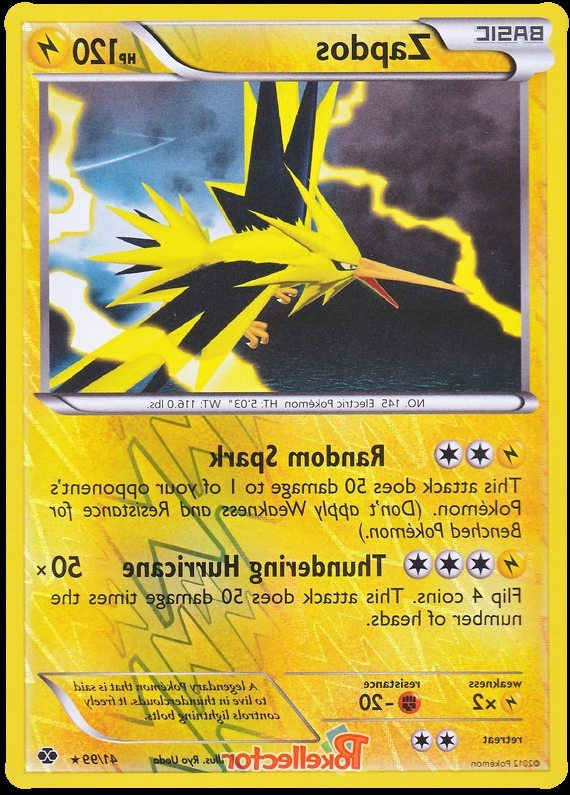 BASIC
Zapdos
HP 120
NO. 145 Electric Pokémon HT: 5'03" WT: 116.0 lbs.
Random Spark
This attack does 50 damage to 1 of your opponent's
Pokémon. (Don't apply Weakness and Resistance for
Benched Pokémon.)
Thundering Hurricane 50×
Flip 4 coins. This attack does 50 damage times the
number of heads.
weakness
×2
resistance
-20
retreat
A legendary Pokémon that is said
to live in thunderclouds. It freely
controls lightning bolts.
©2012 Pokémon
Pokellector
Illus. Ryo Ueda
41/99 ★